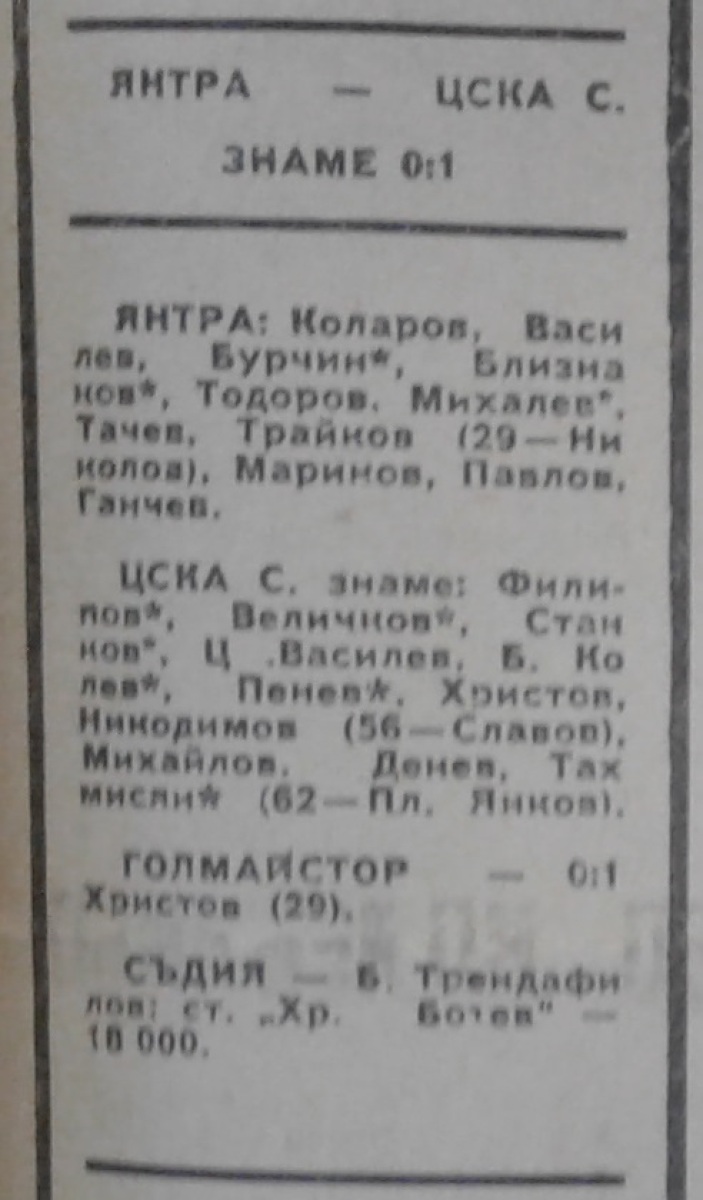 ЯНТРА — ЦСКА С.
ЗНАМЕ 0:1
ЯНТРА: Коларов, Васи
лев, Бурчин*, Близна
ков*, Тодоров. Михалев*,
Тачев, Трайков (29—Ни
колов), Маринов, Павлов,
Ганчев.
ЦСКА С. знаме: Фили-
пов*, Величков*, Стан
ков*, Ц .Василев, Б. Ко
лев*, Пенев*, Христов,
Никодимов (56—Славов),
Михайлов. Денев, Тах
мисян* (62—Пл. Янков).
ГОЛМАЙСТОР — 0:1
Христов (29).
СЪДИЯ — Б. Трендафи
лов; ст. „Хр. Ботев" —
18 000.